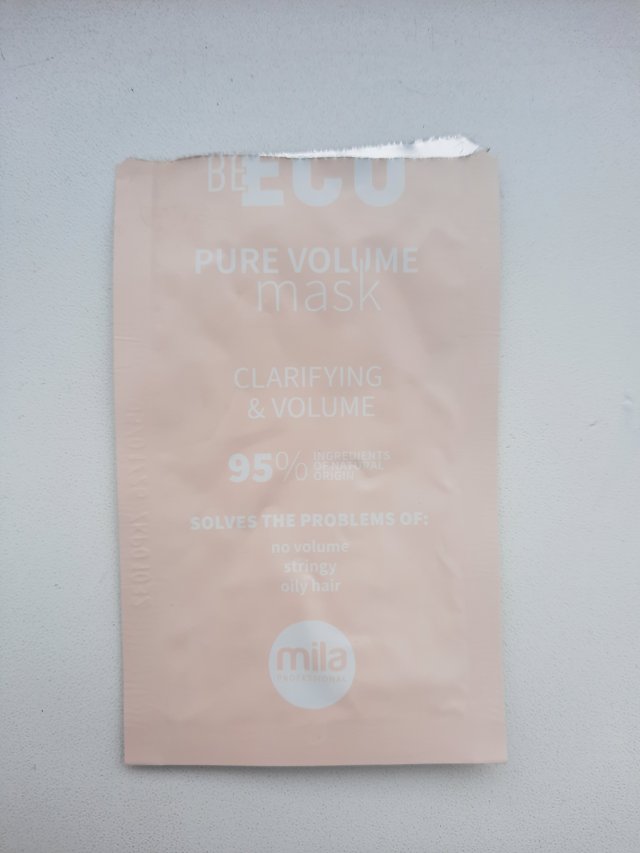 BE ECO
PURE VOLUME
mask
CLARIFYING
& VOLUME
95% INGREDIENTS
OF NATURAL
ORIGIN
SOLVES THE PROBLEMS OF:
no volume
stringy
oily hair
mila
PROFESSIONAL